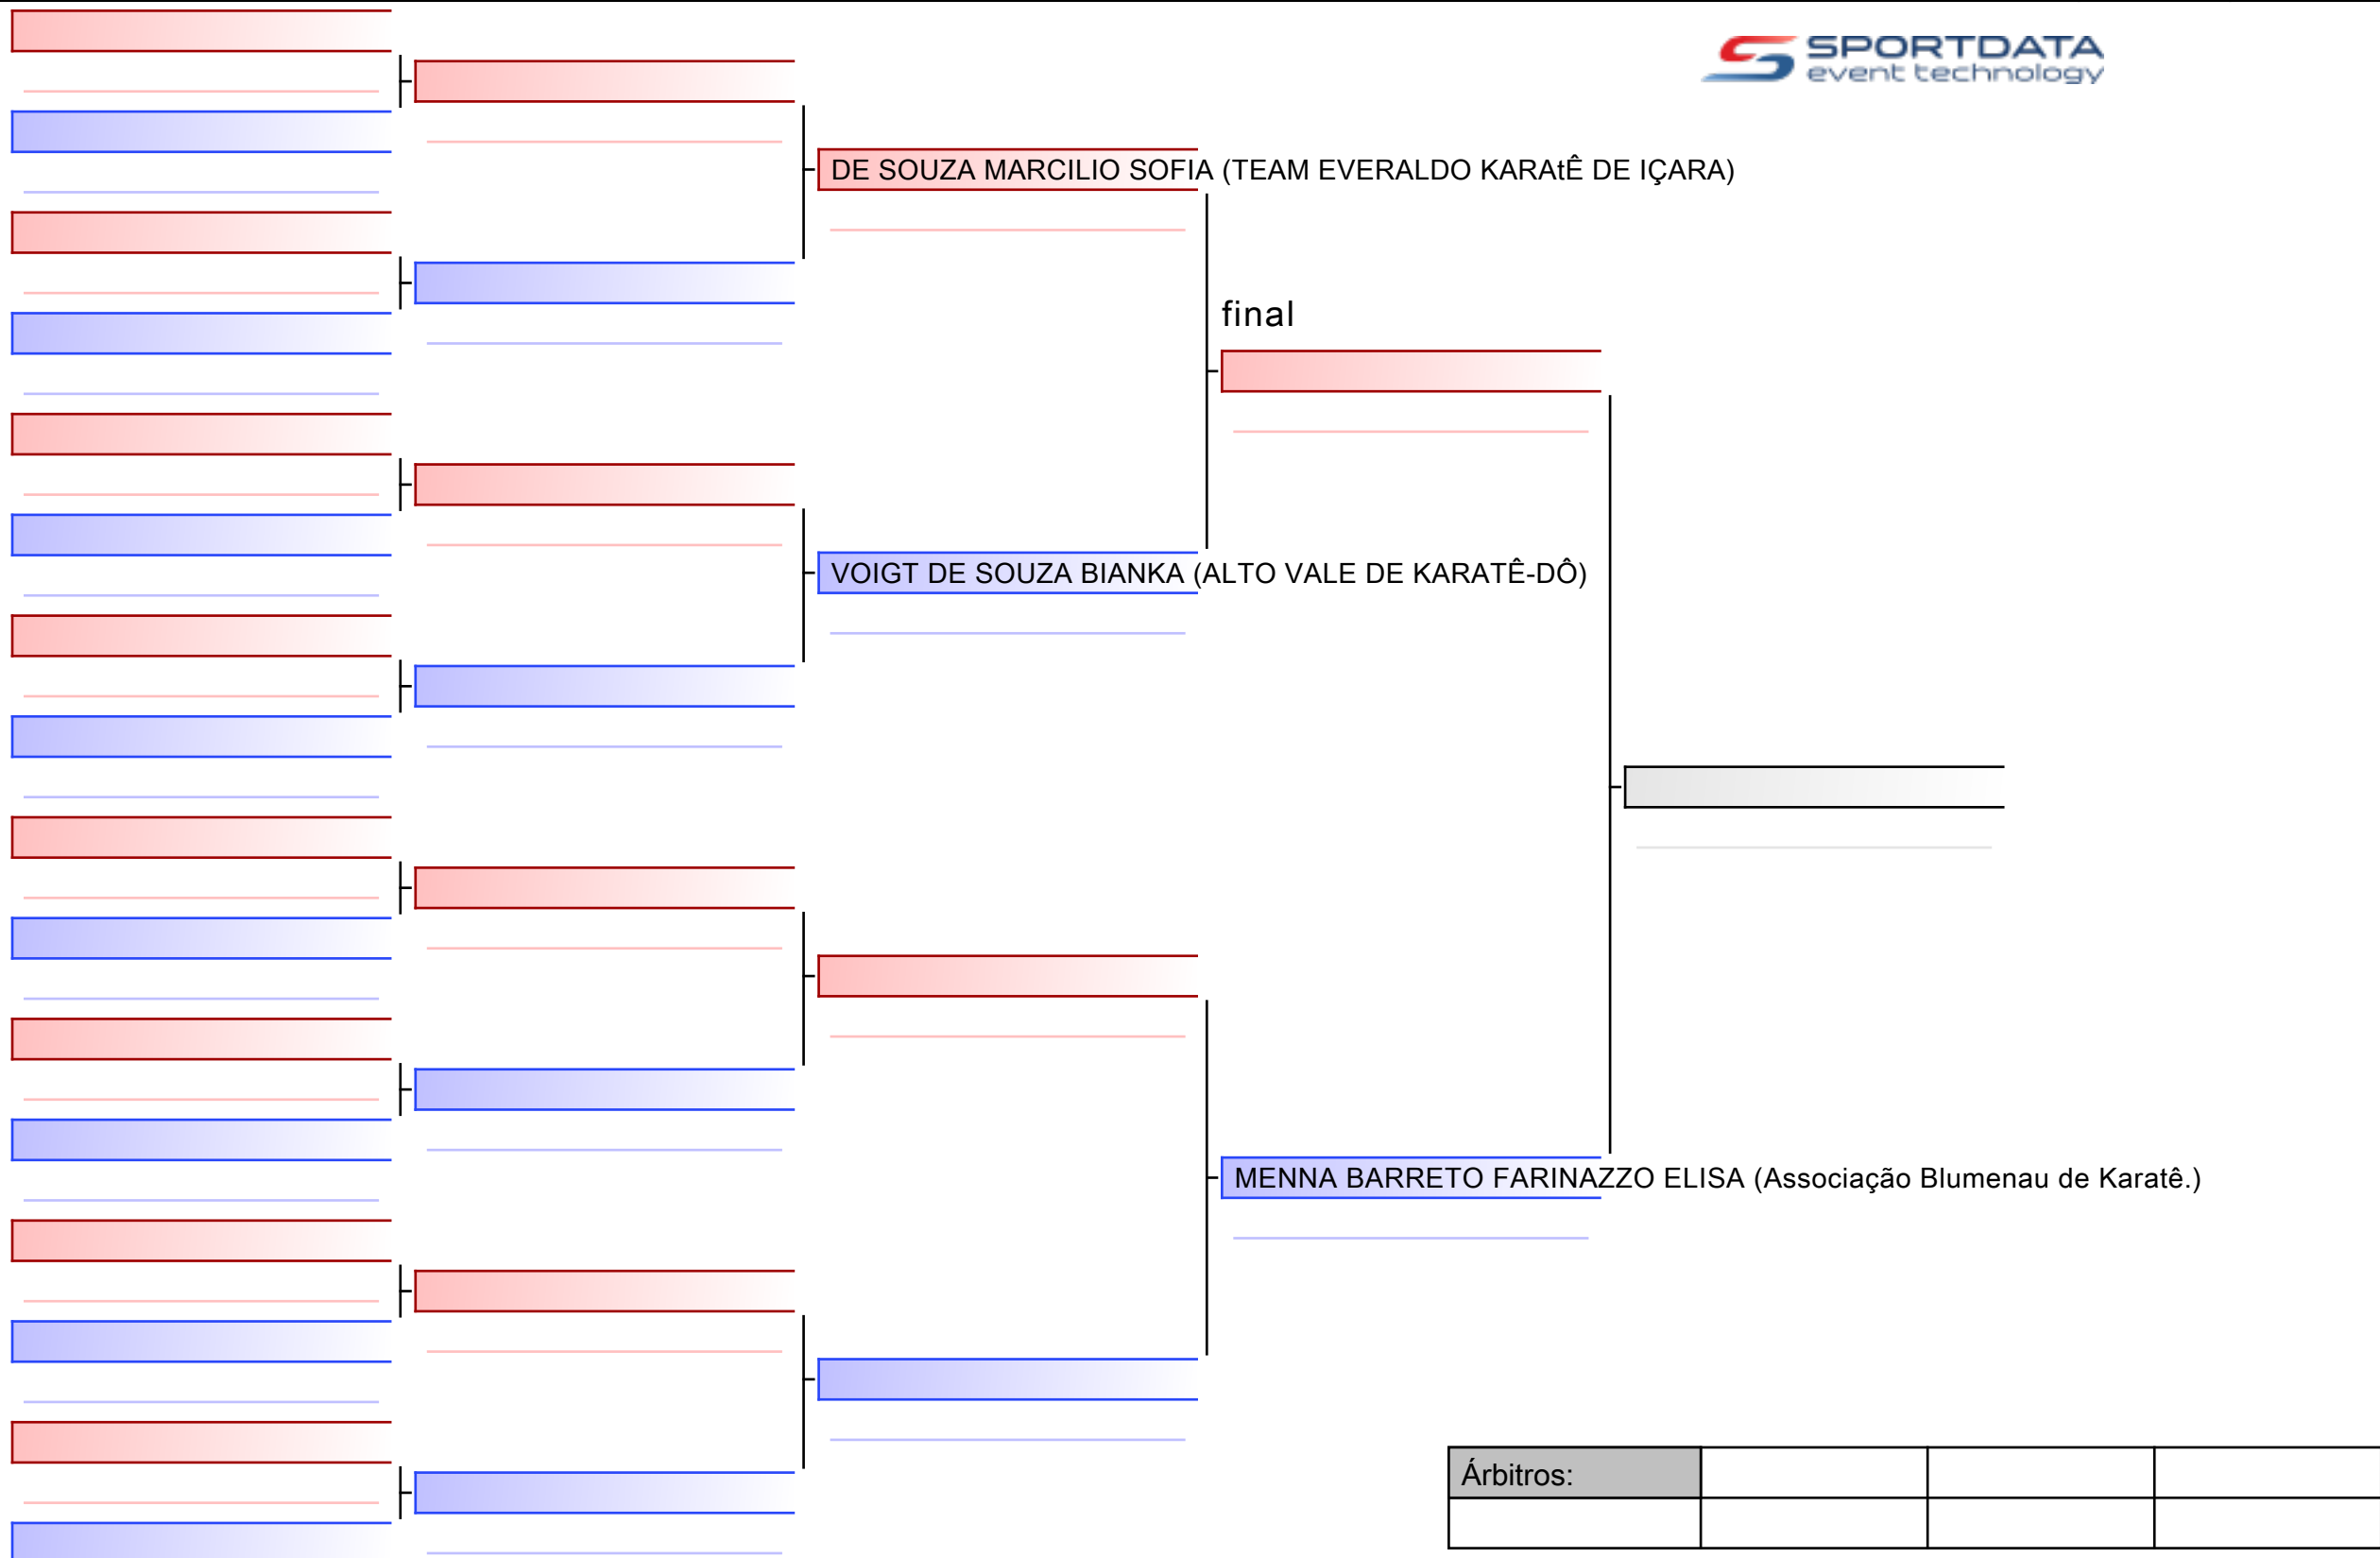 SPORTDATA
event technology
DE SOUZA MARCILIO SOFIA (TEAM EVERALDO KARAtÊ DE IÇARA)
final
VOIGT DE SOUZA BIANKA (ALTO VALE DE KARATÊ-DÔ)
MENNA BARRETO FARINAZZO ELISA (Associação Blumenau de Karatê.)
Árbitros: